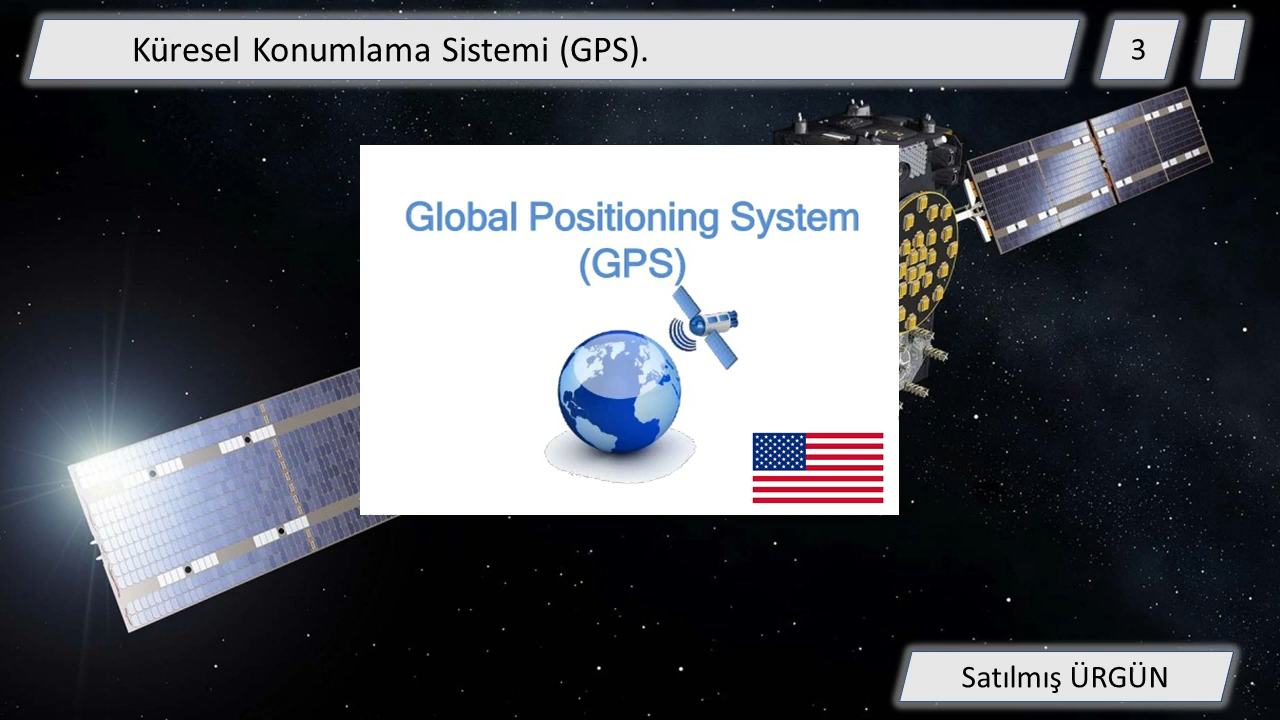 Küresel Konumlama Sistemi (GPS).
3
Global Positioning System
(GPS)
Satılmış ÜRGÜN